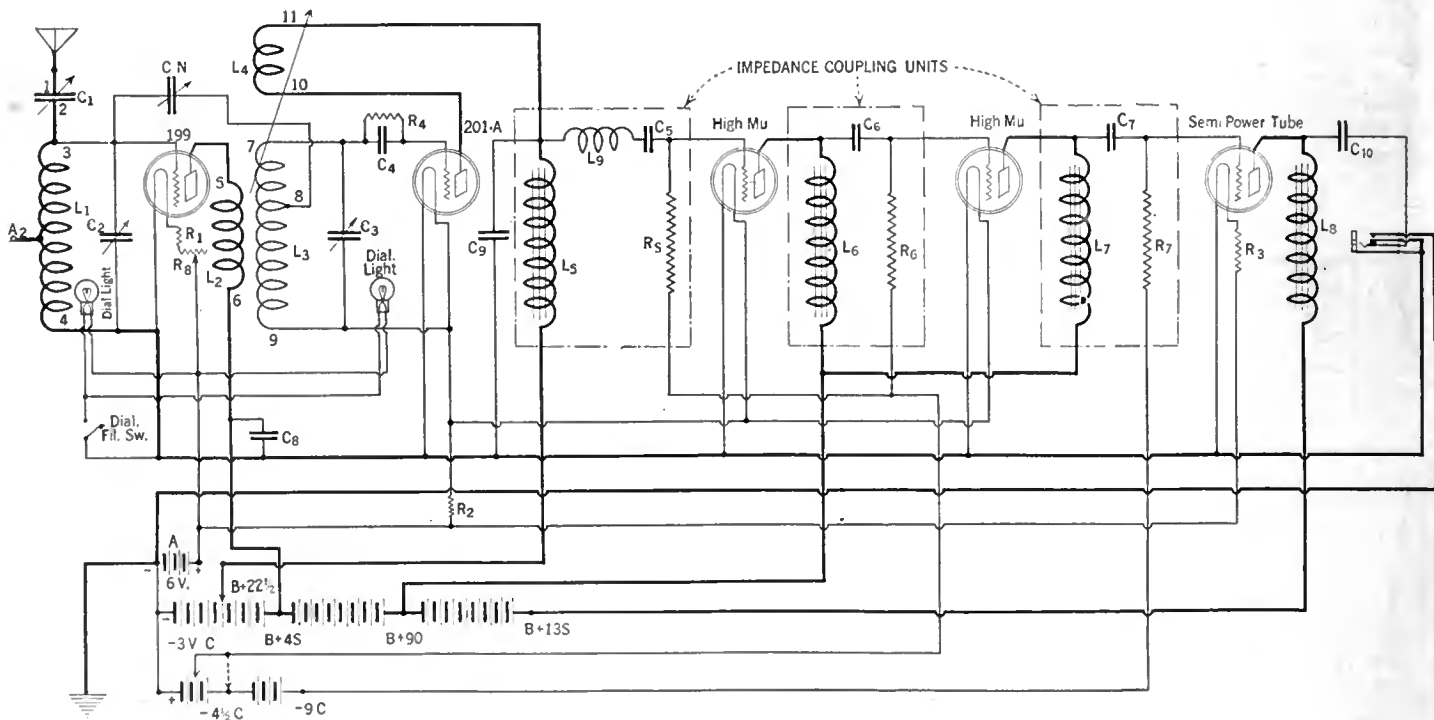 11
C N
L4
1
C1
2
10
IMPEDANCE COUPLING UNITS
R4
199
201-A
C5
High Mu
C6
High Mu
C7
Semi Power Tube
C10
3
7
C4
L9
5
8
A2
L1
C2
R1
R8
L2
L3
C3
C9
L5
R5
L6
R6
L7
R7
R3
L8
Dial Light
Dial.
Light
6
4
9
Dial.
Fil. Sw.
C8
R2
A
- +
6 V.
B+22½
-
-3 V C
B+4S
B+90
B+13S
+
-4½ C
-9 C